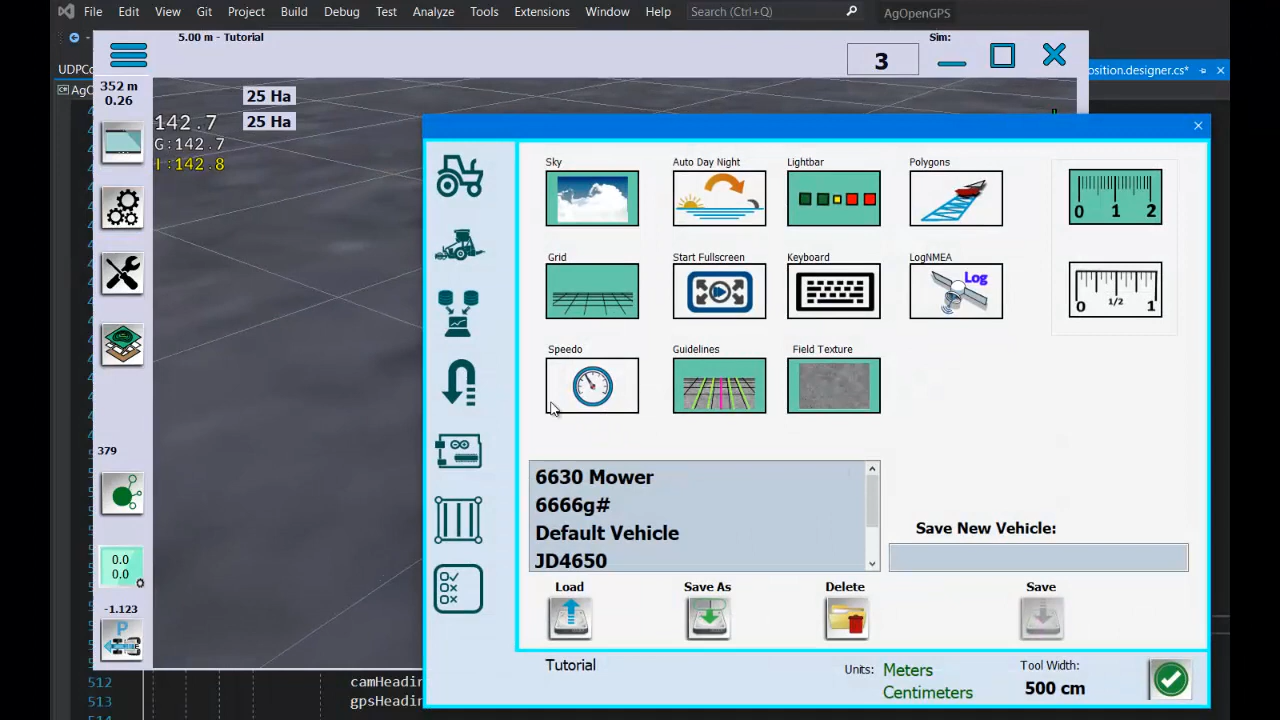 File Edit View Git Project Build Debug Test Analyze Tools Extensions Window Help Search (Ctrl+Q) AgOpenGPS
5.00 m - Tutorial
Sim:
3
UDPCo
osition.designer.cs*
AgO
352 m
0.26
25 Ha
25 Ha
142.7
G:142.7
I:142.8
379
0.0
0.0
-1.123
P
Sky
Auto Day Night
Lightbar
Polygons
0 1 2
Grid
Start Fullscreen
Keyboard
LogNMEA
Log
0 1/2 1
Speedo
Guidelines
Field Texture
6630 Mower
6666g#
Default Vehicle
JD4650
Save New Vehicle:
Load
Save As
Delete
Save
Tutorial
Units:
Meters
Centimeters
Tool Width:
500 cm
512
camHeadin
513
gpsHeadin